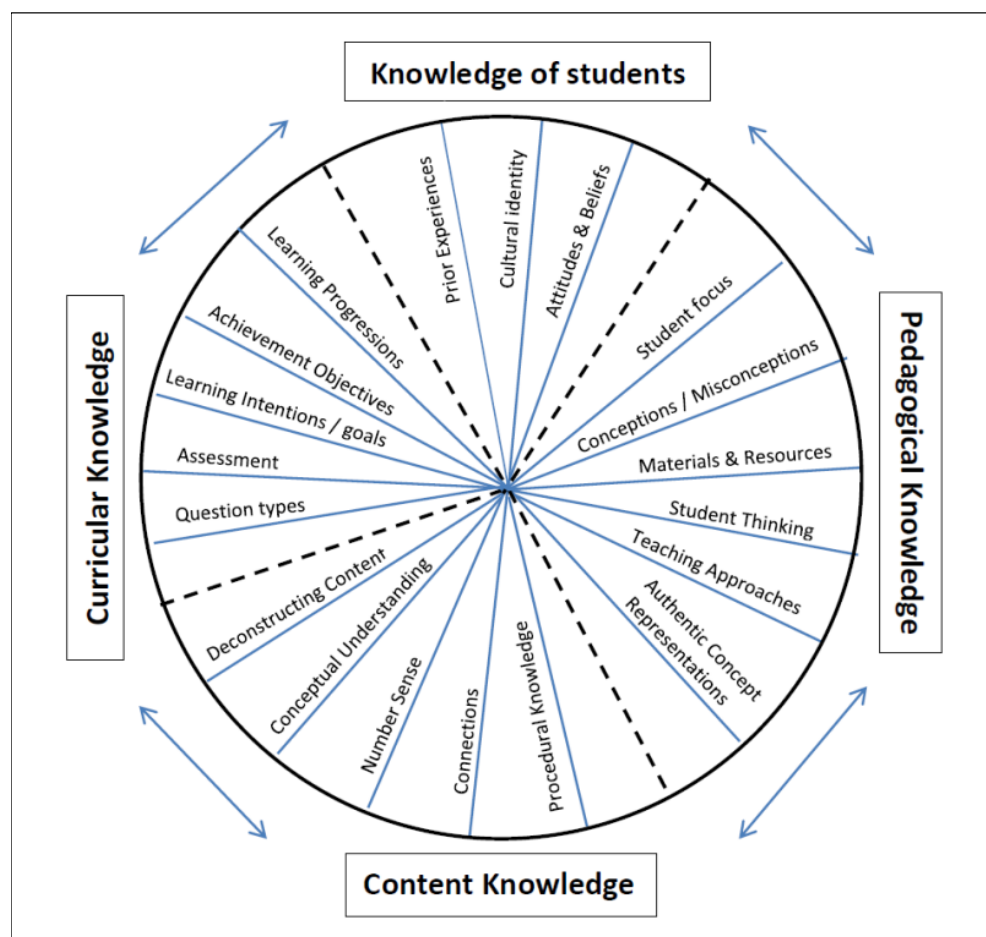 Knowledge of students
Prior Experiences
Cultural identity
Attitudes & Beliefs
Pedagogical Knowledge
Student focus
Conceptions / Misconceptions
Materials & Resources
Student Thinking
Teaching Approaches
Authentic Concept
Representations
Content Knowledge
Procedural Knowledge
Connections
Number Sense
Conceptual Understanding
Deconstructing Content
Curricular Knowledge
Question types
Assessment
Learning Intentions / goals
Achievement Objectives
Learning Progressions